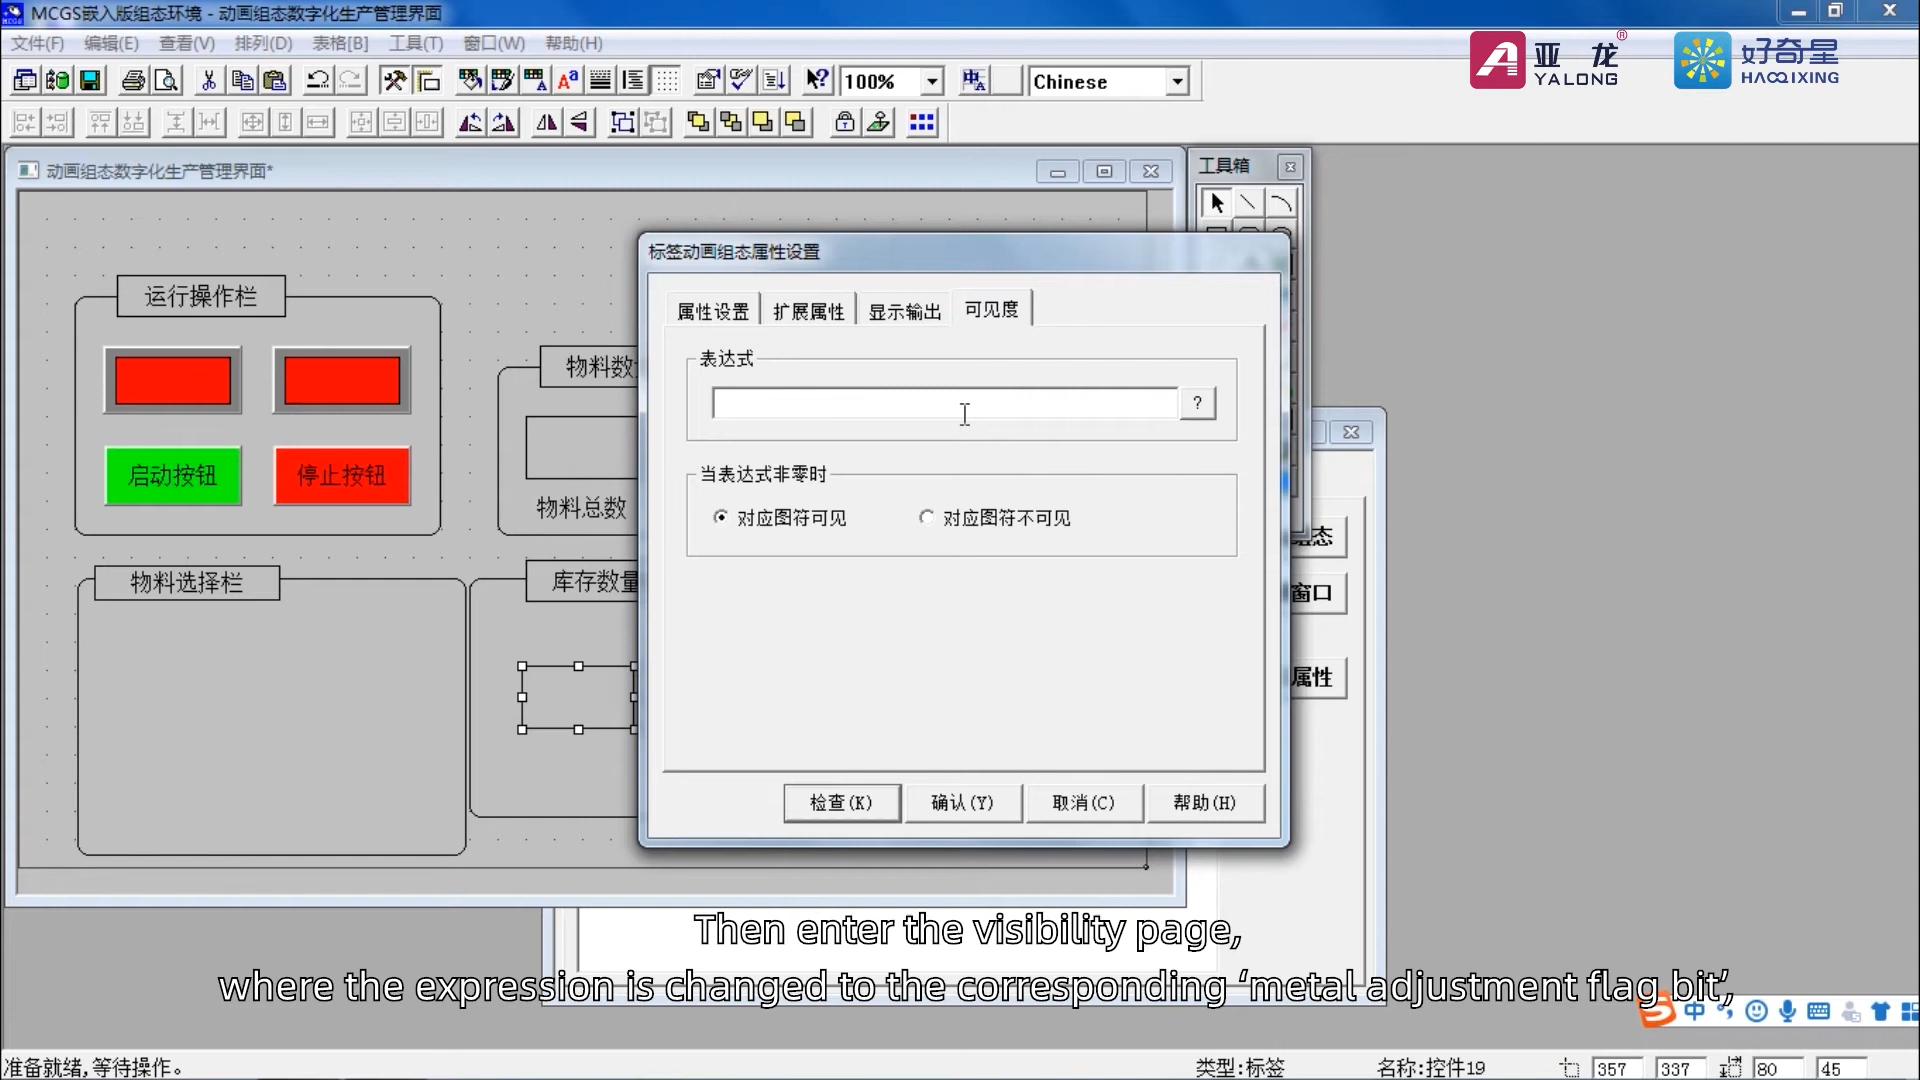 MCGS嵌入版组态环境 - 动画组态数字化生产管理界面
文件(F) 编辑(E) 查看(V) 排列(D) 表格[B] 工具(T) 窗口(W) 帮助(H)
亚龙®
YALONG
好奇星
HAOQIXING
100%
Chinese
动画组态数字化生产管理界面*
工具箱
标签动画组态属性设置
属性设置 扩展属性 显示输出 可见度
表达式
?
当表达式非零时
对应图符可见 对应图符不可见
检查(K) 确认(Y) 取消(C) 帮助(H)
运行操作栏
启动按钮 停止按钮
物料数
物料总数
物料选择栏
库存数量
组态
窗口
属性
Then enter the visibility page,
where the expression is changed to the corresponding ‘metal adjustment flag bit’,
中
准备就绪,等待操作。 类型:标签 名称:控件19 357 337 80 45